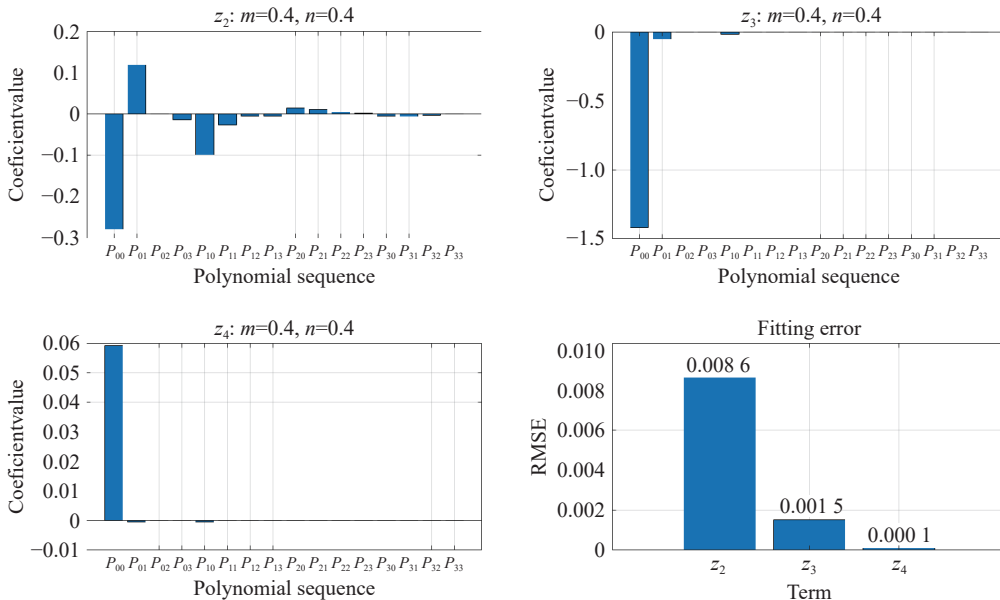 z₂: m=0.4, n=0.4
0.2
0.1
0
−0.1
−0.2
−0.3
Coeficientvalue
P₀₀ P₀₁ P₀₂ P₀₃ P₁₀ P₁₁ P₁₂ P₁₃ P₂₀ P₂₁ P₂₂ P₂₃ P₃₀ P₃₁ P₃₂ P₃₃
Polynomial sequence
z₃: m=0.4, n=0.4
0
−0.5
−1.0
−1.5
Coeficientvalue
P₀₀ P₀₁ P₀₂ P₀₃ P₁₀ P₁₁ P₁₂ P₁₃ P₂₀ P₂₁ P₂₂ P₂₃ P₃₀ P₃₁ P₃₂ P₃₃
Polynomial sequence
z₄: m=0.4, n=0.4
0.06
0.05
0.04
0.03
0.02
0.01
0
−0.01
Coeficientvalue
P₀₀ P₀₁ P₀₂ P₀₃ P₁₀ P₁₁ P₁₂ P₁₃ P₂₀ P₂₁ P₂₂ P₂₃ P₃₀ P₃₁ P₃₂ P₃₃
Polynomial sequence
Fitting error
0.010
0.008
0.006
0.004
0.002
0
RMSE
0.008 6
0.001 5
0.000 1
z₂ z₃ z₄
Term